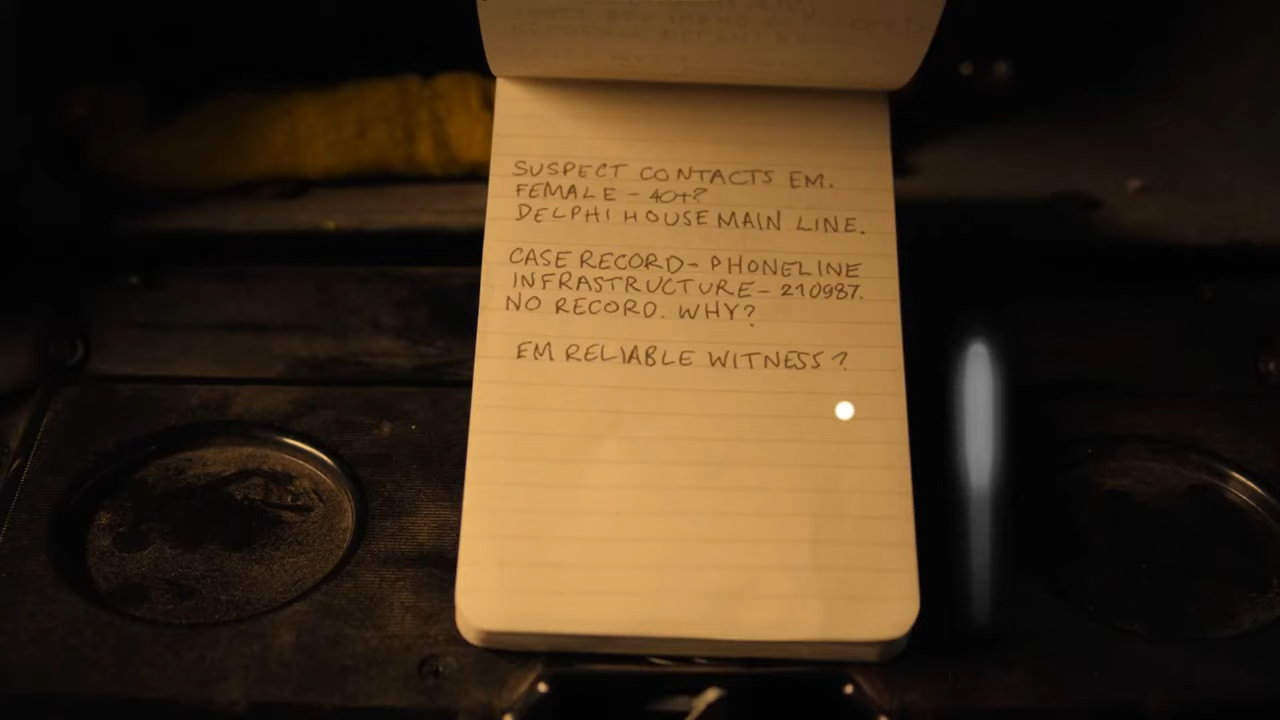 SUSPECT CONTACTS EM.
FEMALE - 40+?
DELPHI HOUSE MAIN LINE.
CASE RECORD - PHONELINE
INFRASTRUCTURE - 210987.
NO RECORD. WHY?
EM RELIABLE WITNESS?